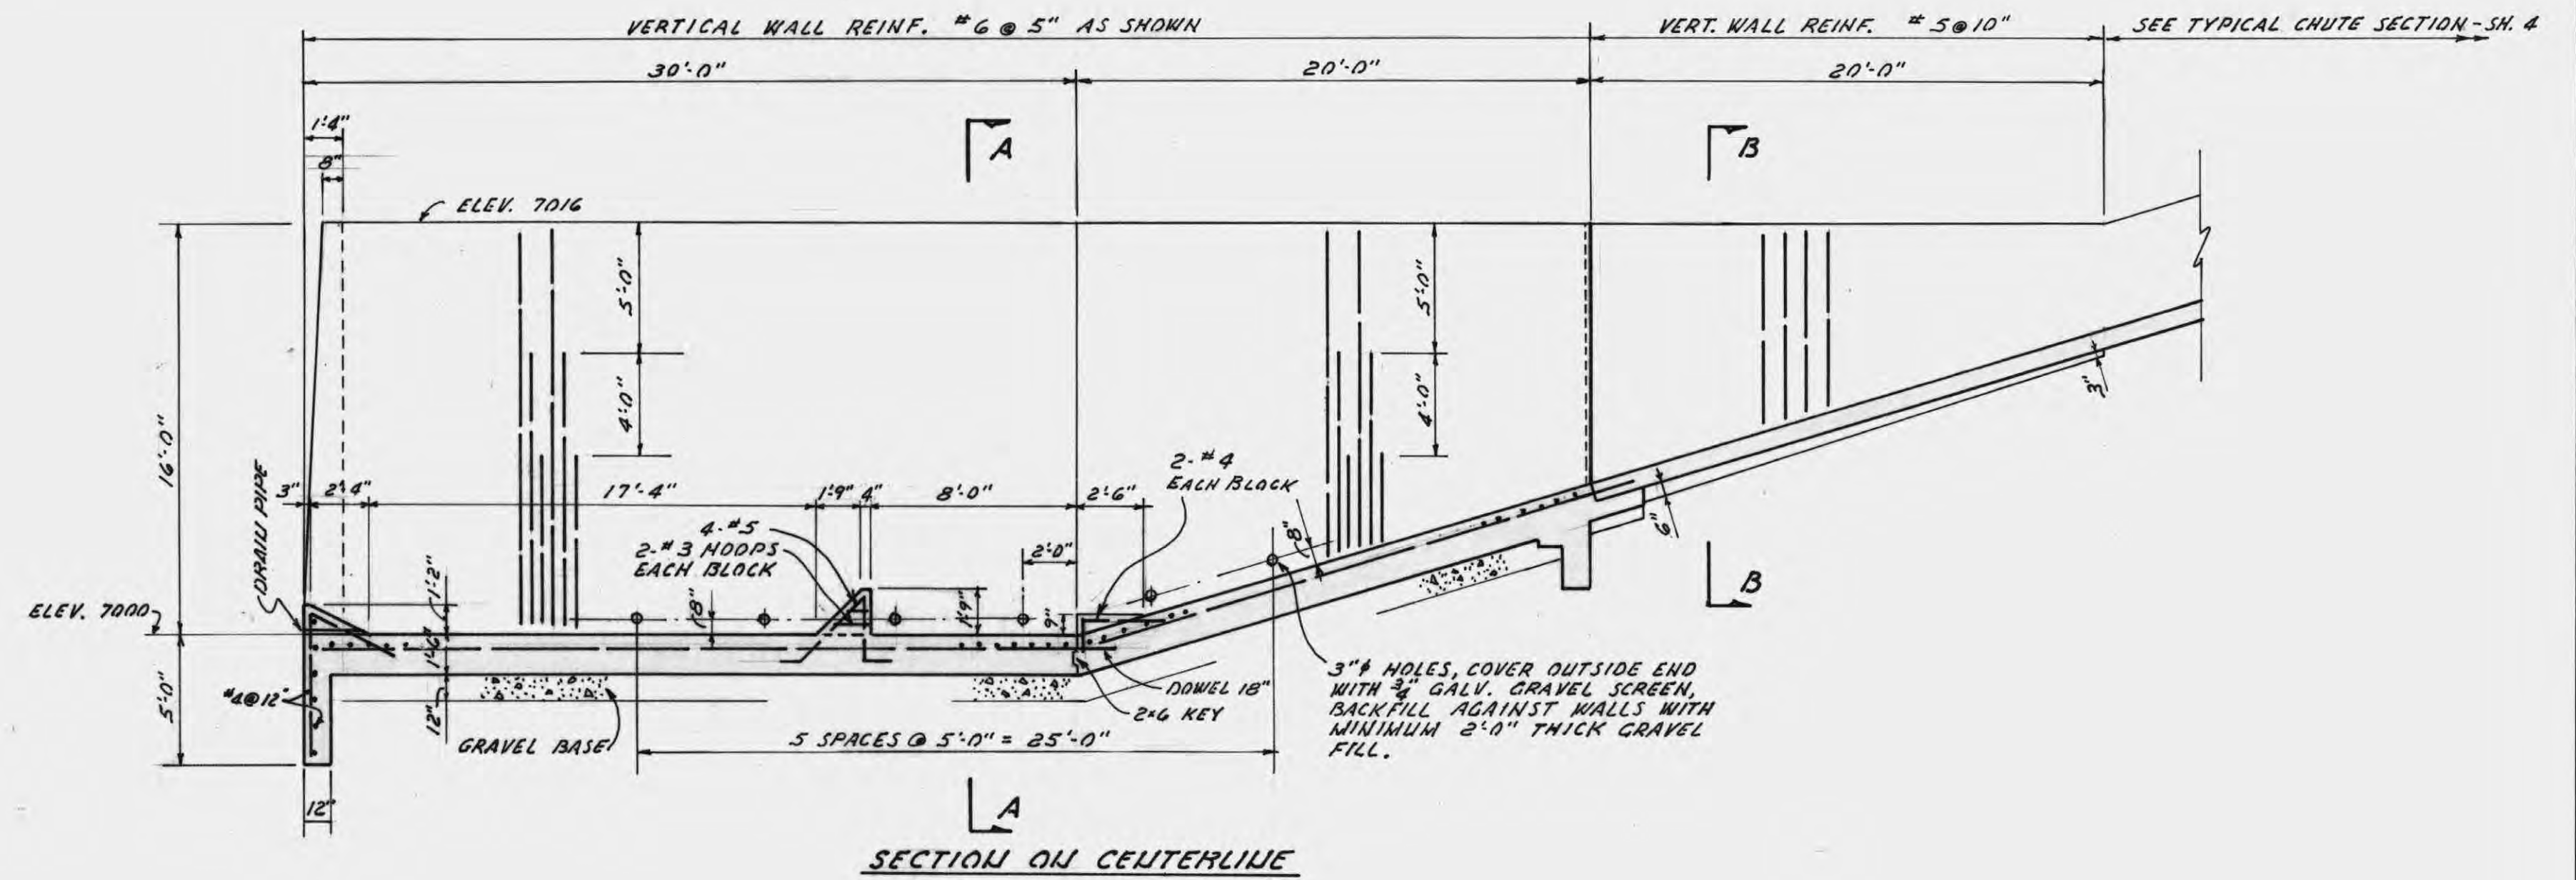 VERTICAL WALL REINF. #6 @ 5" AS SHOWN
VERT. WALL REINF. #5@10"
SEE TYPICAL CHUTE SECTION-SH. 4
30'-0"
20'-0"
20'-0"
1'4"
8"
A
B
ELEV. 7016
5'-0"
5'-0"
4'-0"
4'-0"
16'-0"
3"
DRAIN PIPE
3"
2'4"
17'-4"
1'9"
4"
8'-0"
2'6"
2-#4
EACH BLOCK
4-#5
2-#3 HOOPS
EACH BLOCK
2'-0"
8"
6"
ELEV. 7000
1'-2"
8"
1'-9"
9"
B
1'-6"
5'-0"
#4@12"
12"
GRAVEL BASE
DOWEL 18"
2×6 KEY
3"ϕ HOLES, COVER OUTSIDE END
WITH 3/4" GALV. GRAVEL SCREEN,
BACKFILL AGAINST WALLS WITH
MINIMUM 2'-0" THICK GRAVEL
FILL.
5 SPACES @ 5'-0" = 25'-0"
12"
A
SECTION ON CENTERLINE